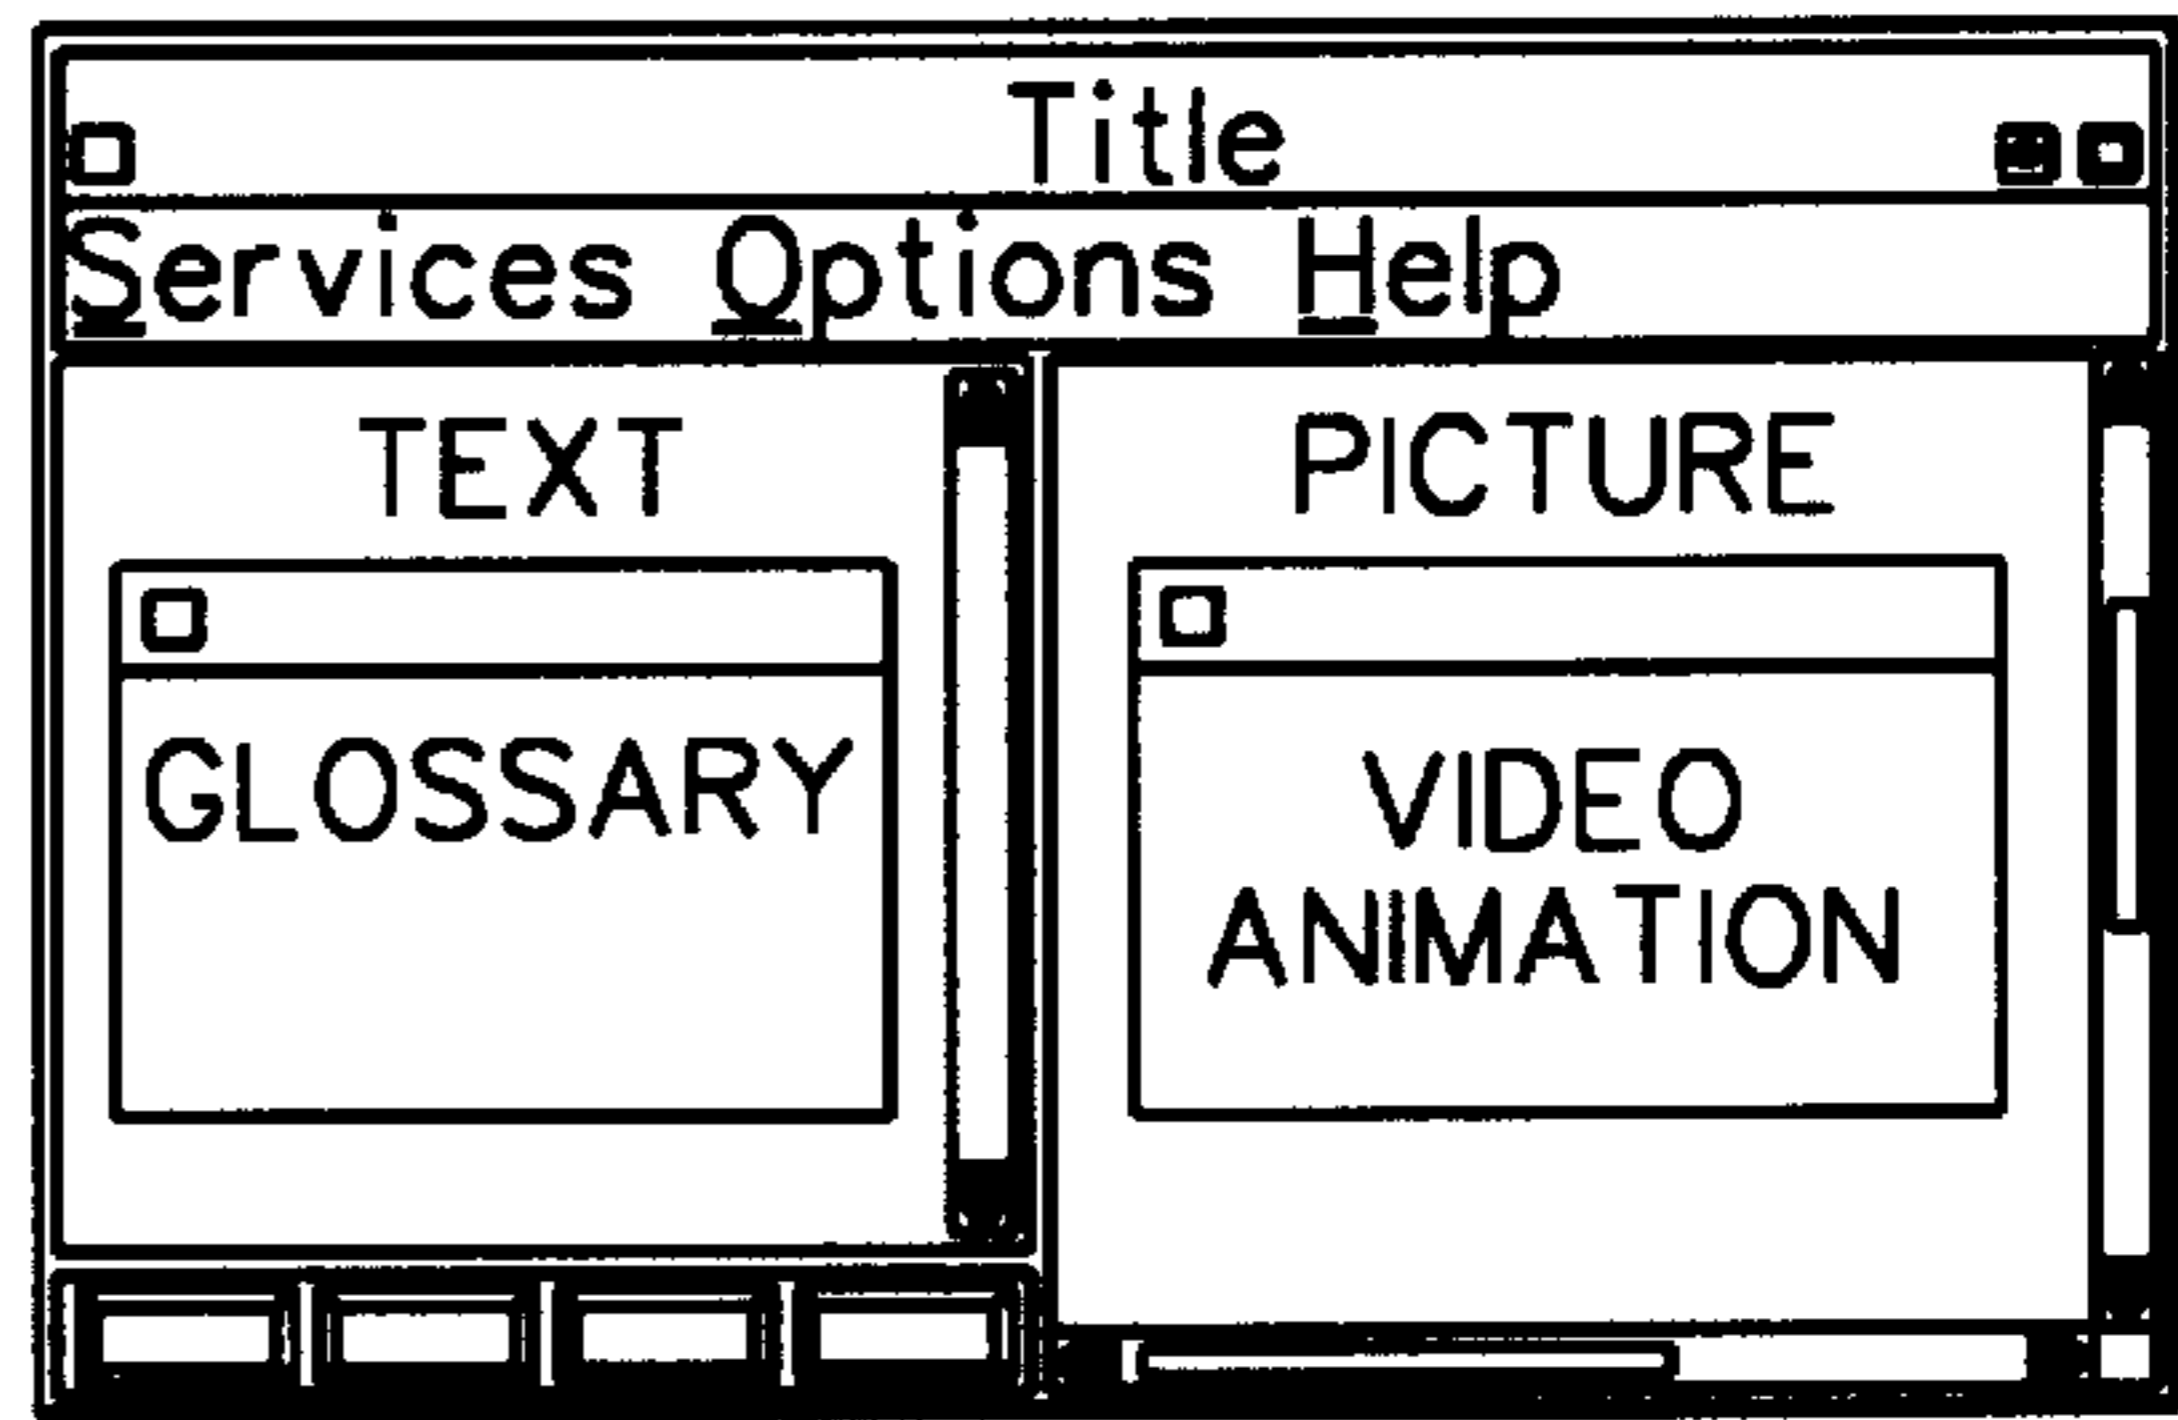 Title
Services Options Help
TEXT
GLOSSARY
PICTURE
VIDEO
ANIMATION